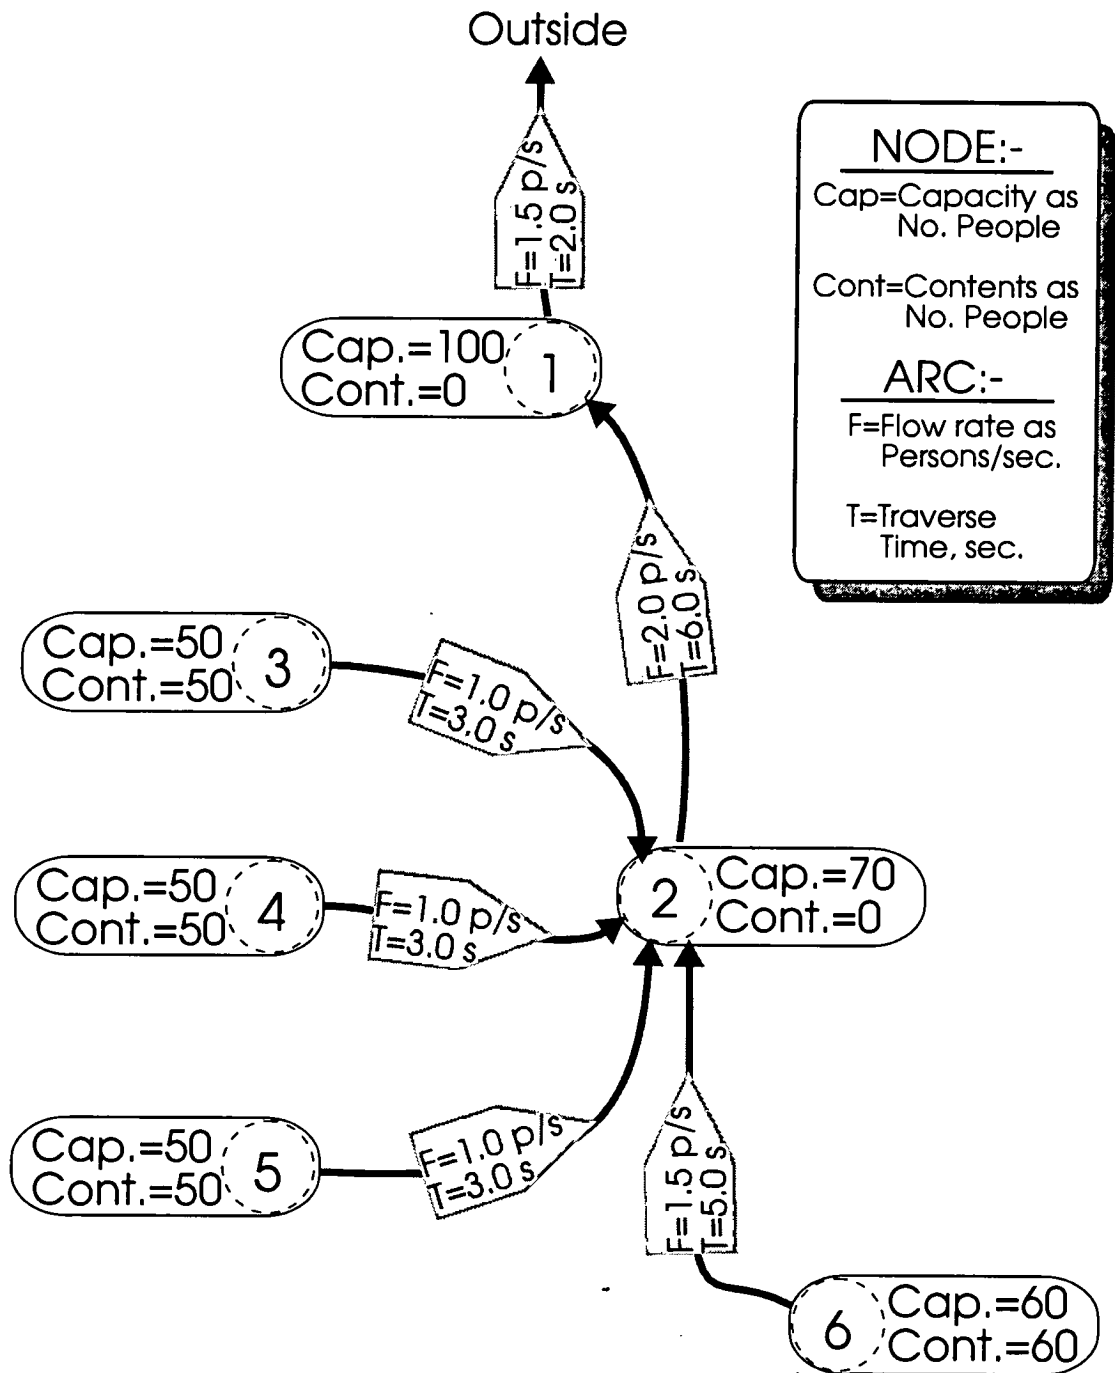 Outside
F=1.5 p/s
T=2.0 s
NODE:-
Cap=Capacity as
No. People
Cont=Contents as
No. People
ARC:-
F=Flow rate as
Persons/sec.
T=Traverse
Time, sec.
Cap.=100
Cont.=0
1
F=2.0 p/s
T=6.0 s
Cap.=50
Cont.=50
3
F=1.0 p/s
T=3.0 s
Cap.=50
Cont.=50
4
F=1.0 p/s
T=3.0 s
2
Cap.=70
Cont.=0
Cap.=50
Cont.=50
5
F=1.0 p/s
T=3.0 s
F=1.5 p/s
T=5.0 s
6
Cap.=60
Cont.=60